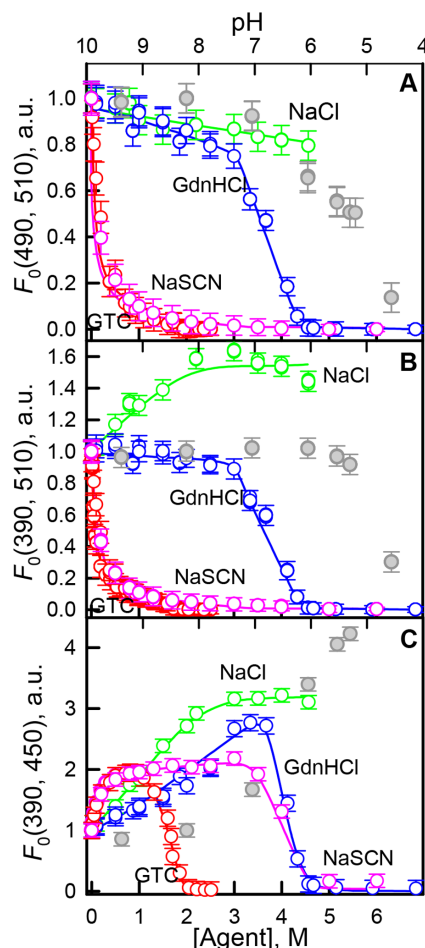 pH
10 9 8 7 6 5 4
A
F₀(490, 510), a.u.
1.0
0.8
0.6
0.4
0.2
0.0
NaCl
GdnHCl
NaSCN
GTC
B
F₀(390, 510), a.u.
1.6
1.4
1.2
1.0
0.8
0.6
0.4
0.2
0.0
NaCl
GdnHCl
NaSCN
GTC
C
F₀(390, 450), a.u.
4
3
2
1
0
NaCl
GdnHCl
GTC
NaSCN
0 1 2 3 4 5 6
[Agent], M